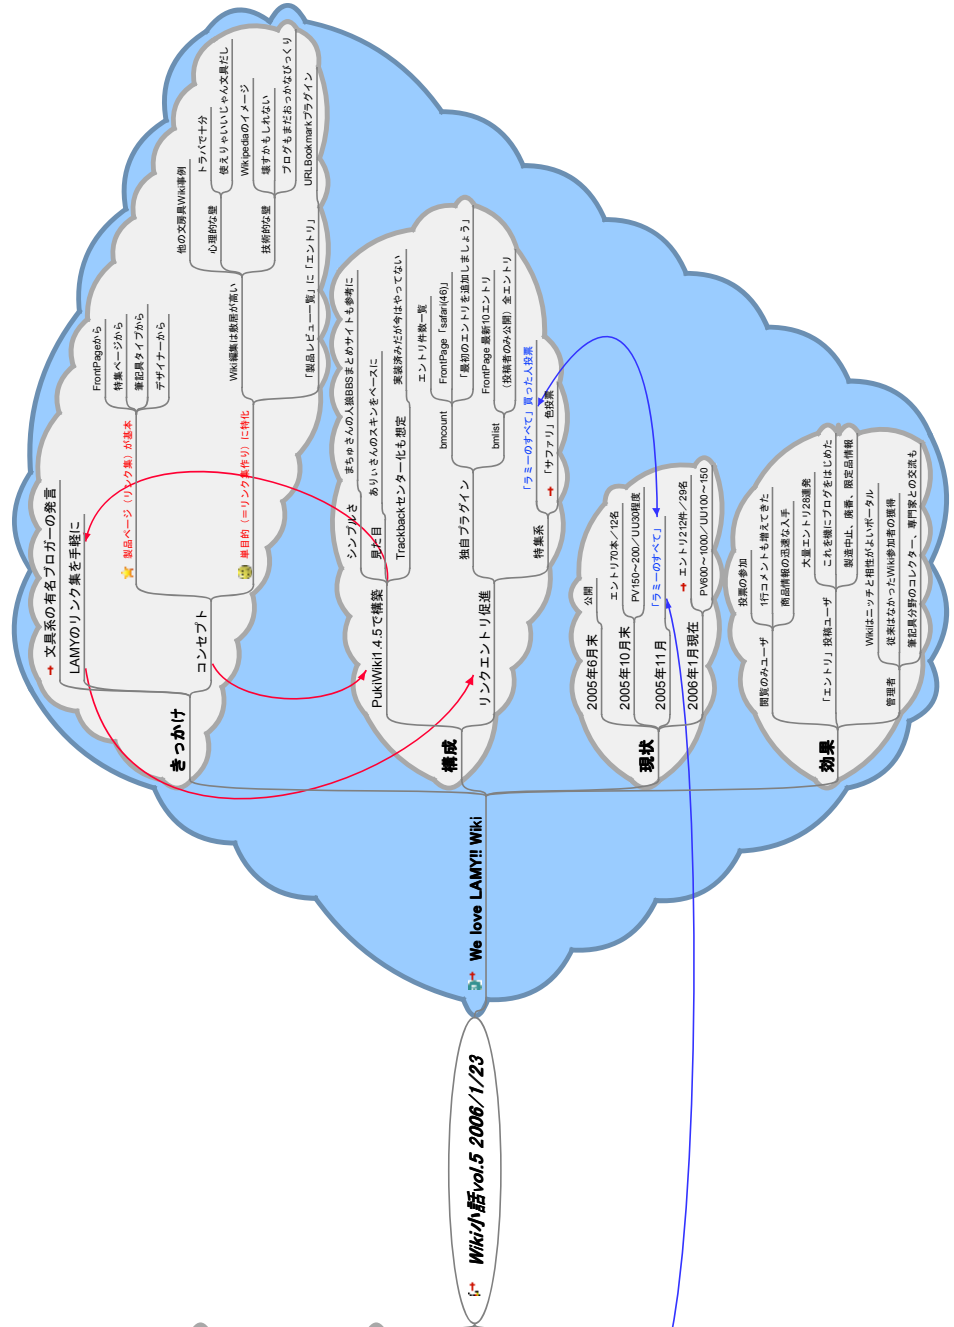 Wiki小話vol.5 2006/1/23
We love LAMY!! Wiki
きっかけ
文具系の有名ブロガーの発言
LAMYのリンク集を手軽に
コンセプト
製品ページ（リンク集）が基本
FrontPageから
特集ページから
筆記具タイプから
デザイナーから
単目的（＝リンク集作り）に特化
Wiki編集は敷居が高い
他の文房具Wiki事例
心理的な壁
トラバで十分
使えりゃいいじゃん文具だし
技術的な壁
Wikipediaのイメージ
壊すかもしれない
ブログもまだおっかなびっくり
「製品レビュー一覧」に「エントリ」
URLBookmarkプラグイン
構成
PukiWiki1.4.5で構築
シンプルさ
まちゅさんの人狼BBSまとめサイトも参考に
見た目
ありぃさんのスキンをベースに
Trackbackセンター化も想定
実装済みだが今はやってない
リンクエントリ促進
独自プラグイン
bmcount
エントリ件数一覧
FrontPage「safari(46)」
「最初のエントリを追加しましょう」
bmlist
FrontPage 最新10エントリ
（投稿者のみ公開）全エントリ
特集系
「ラミーのすべて」買った人投票
「サファリ」色投票
現状
2005年6月末
公開
2005年10月末
エントリ70本／12名
PV150～200／UU30程度
2005年11月
「ラミーのすべて」
2006年1月現在
エントリ212件／29名
PV600～1000／UU100～150
効果
閲覧のみユーザ
投票の参加
1行コメントも増えてきた
商品情報の迅速な入手
「エントリ」投稿ユーザ
大量エントリ28連発
これを機にブログをはじめた
製造中止、廃番、限定品情報
管理者
Wikiはニッチと相性がよいポータル
従来はなかったWiki参加者の獲得
筆記具分野のコレクター、専門家との交流も